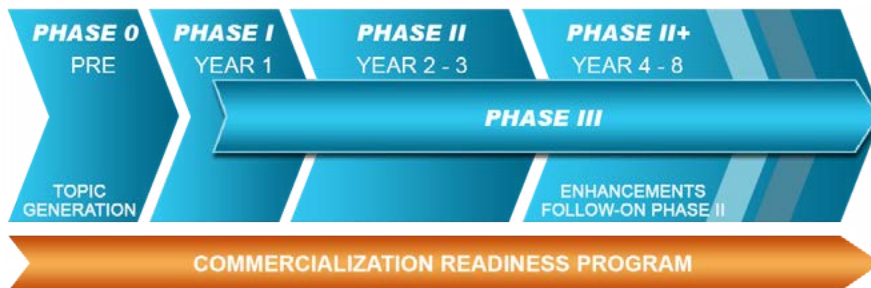 PHASE 0
PRE
PHASE I
YEAR 1
PHASE II
YEAR 2 - 3
PHASE II+
YEAR 4 - 8
PHASE III
TOPIC
GENERATION
ENHANCEMENTS
FOLLOW-ON PHASE II
COMMERCIALIZATION READINESS PROGRAM